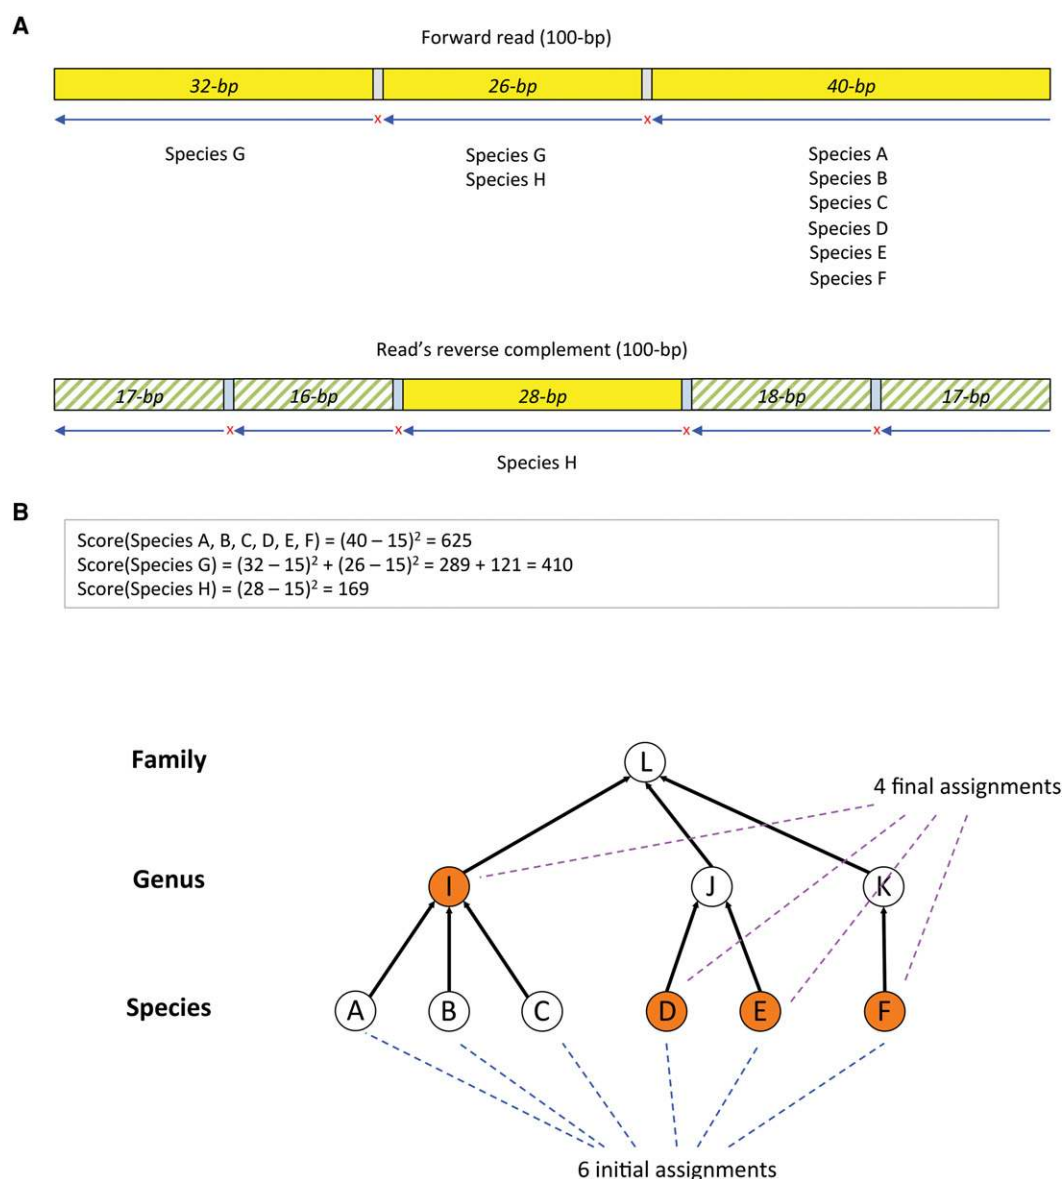 A
Forward read (100-bp)
32-bp 26-bp 40-bp
x x
Species G Species G Species A
Species H Species B
Species C
Species D
Species E
Species F
Read's reverse complement (100-bp)
17-bp 16-bp 28-bp 18-bp 17-bp
x x x x
Species H
B
Score(Species A, B, C, D, E, F) = (40 – 15)² = 625
Score(Species G) = (32 – 15)² + (26 – 15)² = 289 + 121 = 410
Score(Species H) = (28 – 15)² = 169
Family L
4 final assignments
Genus I J K
Species A B C D E F
6 initial assignments